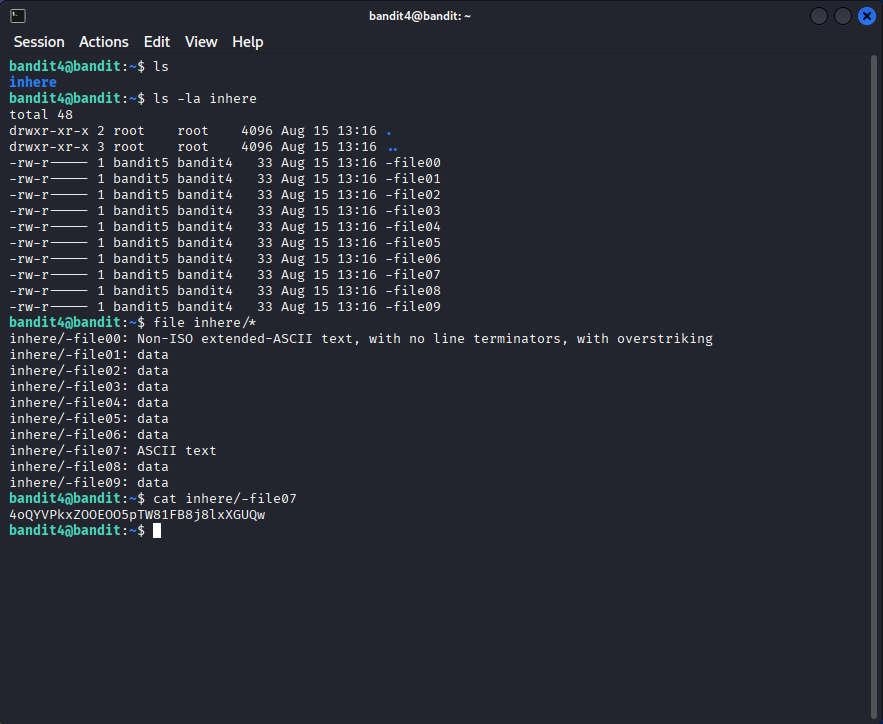 bandit4@bandit: ~
Session Actions Edit View Help
bandit4@bandit:~$ ls
inhere
bandit4@bandit:~$ ls -la inhere
total 48
drwxr-xr-x 2 root    root    4096 Aug 15 13:16 .
drwxr-xr-x 3 root    root    4096 Aug 15 13:16 ..
-rw-r----- 1 bandit5 bandit4   33 Aug 15 13:16 -file00
-rw-r----- 1 bandit5 bandit4   33 Aug 15 13:16 -file01
-rw-r----- 1 bandit5 bandit4   33 Aug 15 13:16 -file02
-rw-r----- 1 bandit5 bandit4   33 Aug 15 13:16 -file03
-rw-r----- 1 bandit5 bandit4   33 Aug 15 13:16 -file04
-rw-r----- 1 bandit5 bandit4   33 Aug 15 13:16 -file05
-rw-r----- 1 bandit5 bandit4   33 Aug 15 13:16 -file06
-rw-r----- 1 bandit5 bandit4   33 Aug 15 13:16 -file07
-rw-r----- 1 bandit5 bandit4   33 Aug 15 13:16 -file08
-rw-r----- 1 bandit5 bandit4   33 Aug 15 13:16 -file09
bandit4@bandit:~$ file inhere/*
inhere/-file00: Non-ISO extended-ASCII text, with no line terminators, with overstriking
inhere/-file01: data
inhere/-file02: data
inhere/-file03: data
inhere/-file04: data
inhere/-file05: data
inhere/-file06: data
inhere/-file07: ASCII text
inhere/-file08: data
inhere/-file09: data
bandit4@bandit:~$ cat inhere/-file07
4oQYVPkxZOOEOO5pTW81FB8j8lxXGUQw
bandit4@bandit:~$